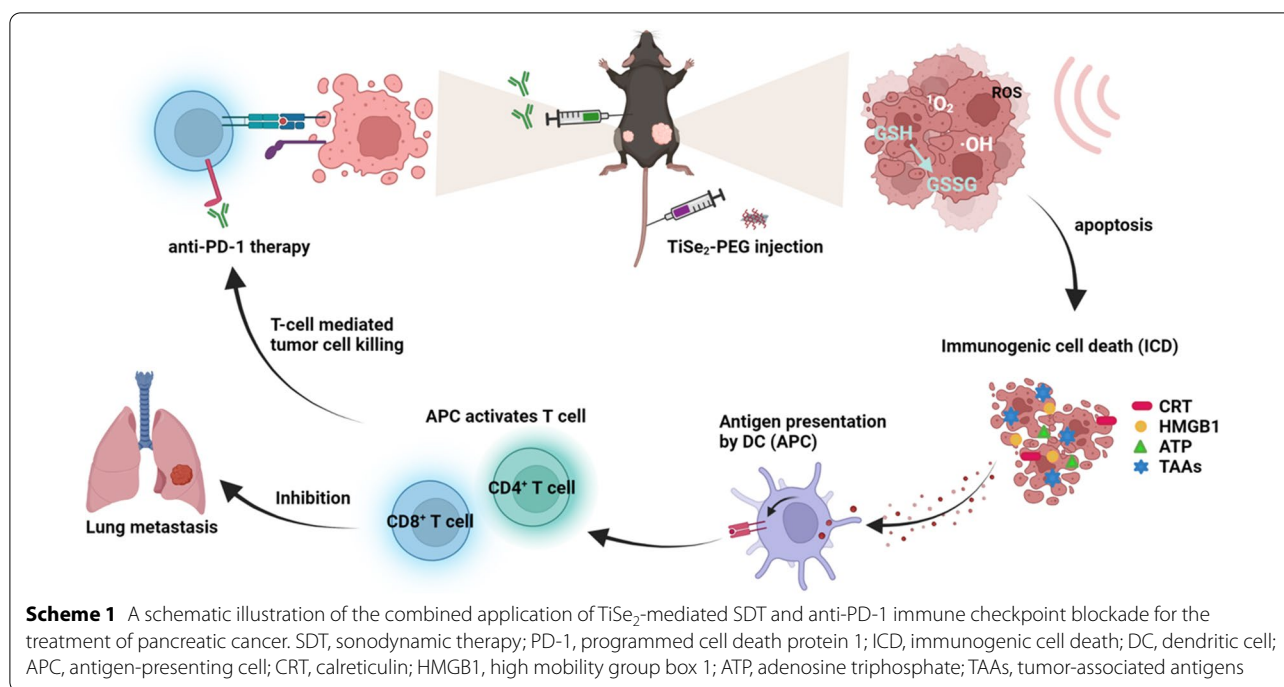 ROS
¹O₂
GSH
·OH
GSSG
anti-PD-1 therapy
TiSe₂-PEG injection
apoptosis
T-cell mediated
tumor cell killing
Immunogenic cell death (ICD)
CRT
HMGB1
ATP
TAAs
Antigen presentation
by DC (APC)
APC activates T cell
CD4⁺ T cell
CD8⁺ T cell
Inhibition
Lung metastasis
Scheme 1 A schematic illustration of the combined application of TiSe₂-mediated SDT and anti-PD-1 immune checkpoint blockade for the
treatment of pancreatic cancer. SDT, sonodynamic therapy; PD-1, programmed cell death protein 1; ICD, immunogenic cell death; DC, dendritic cell;
APC, antigen-presenting cell; CRT, calreticulin; HMGB1, high mobility group box 1; ATP, adenosine triphosphate; TAAs, tumor-associated antigens